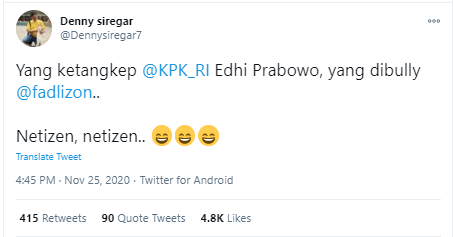 Denny siregar
@Dennysiregar7
Yang ketangkep @KPK_RI Edhi Prabowo, yang dibully
@fadlizon..
Netizen, netizen.. 😄😄😄
Translate Tweet
4:45 PM · Nov 25, 2020 · Twitter for Android
415 Retweets 90 Quote Tweets 4.8K Likes